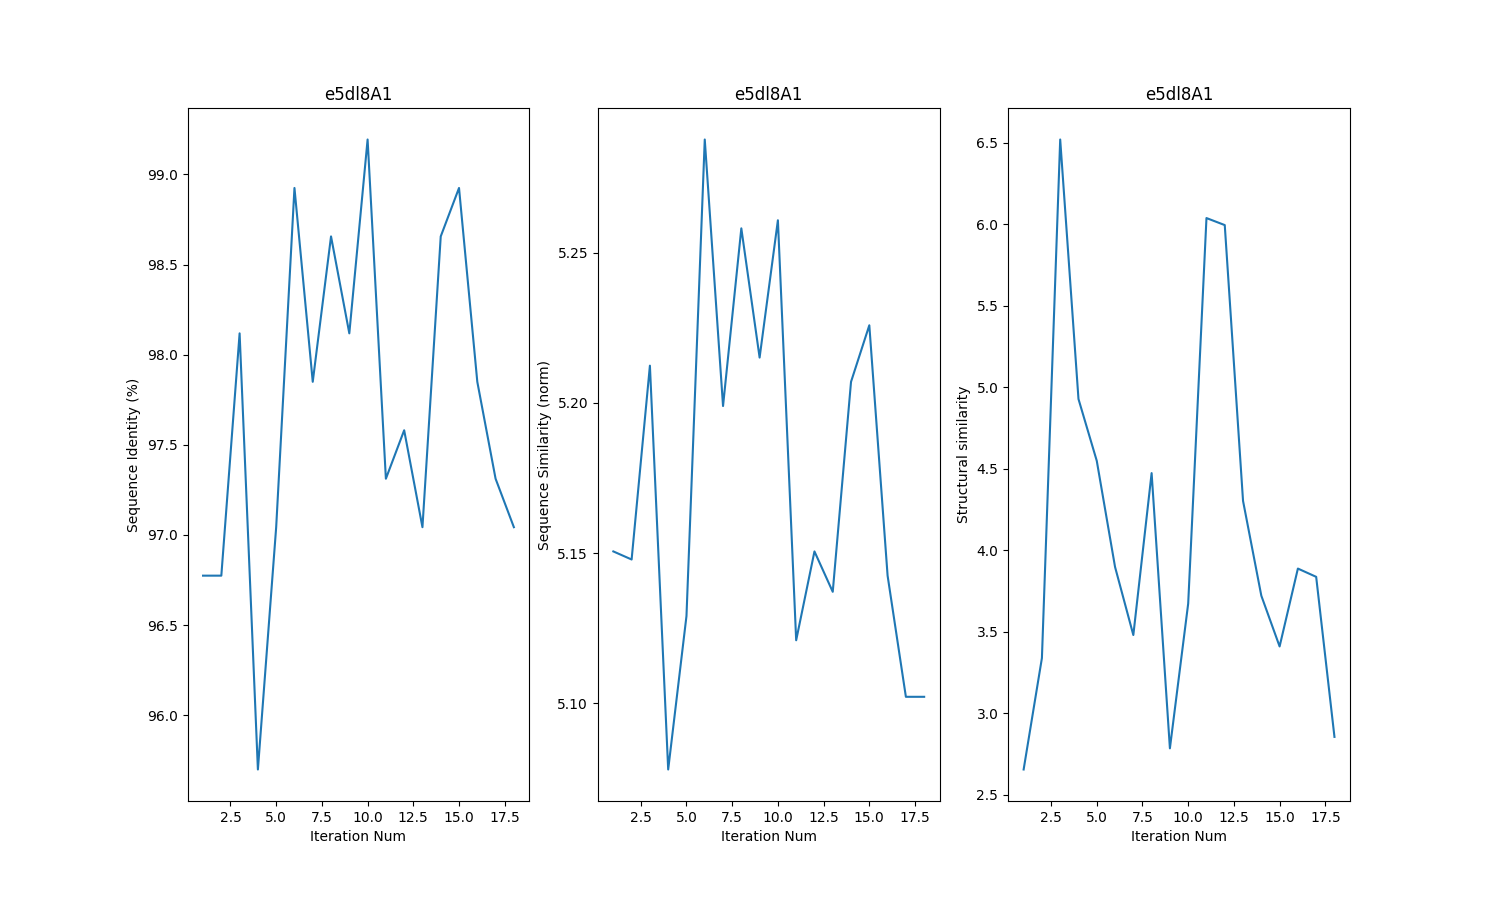 e5dl8A1
Sequence Identity (%)
99.0
98.5
98.0
97.5
97.0
96.5
96.0
2.5 5.0 7.5 10.0 12.5 15.0 17.5
Iteration Num
e5dl8A1
Sequence Similarity (norm)
5.25
5.20
5.15
5.10
2.5 5.0 7.5 10.0 12.5 15.0 17.5
Iteration Num
e5dl8A1
Structural similarity
6.5
6.0
5.5
5.0
4.5
4.0
3.5
3.0
2.5
2.5 5.0 7.5 10.0 12.5 15.0 17.5
Iteration Num